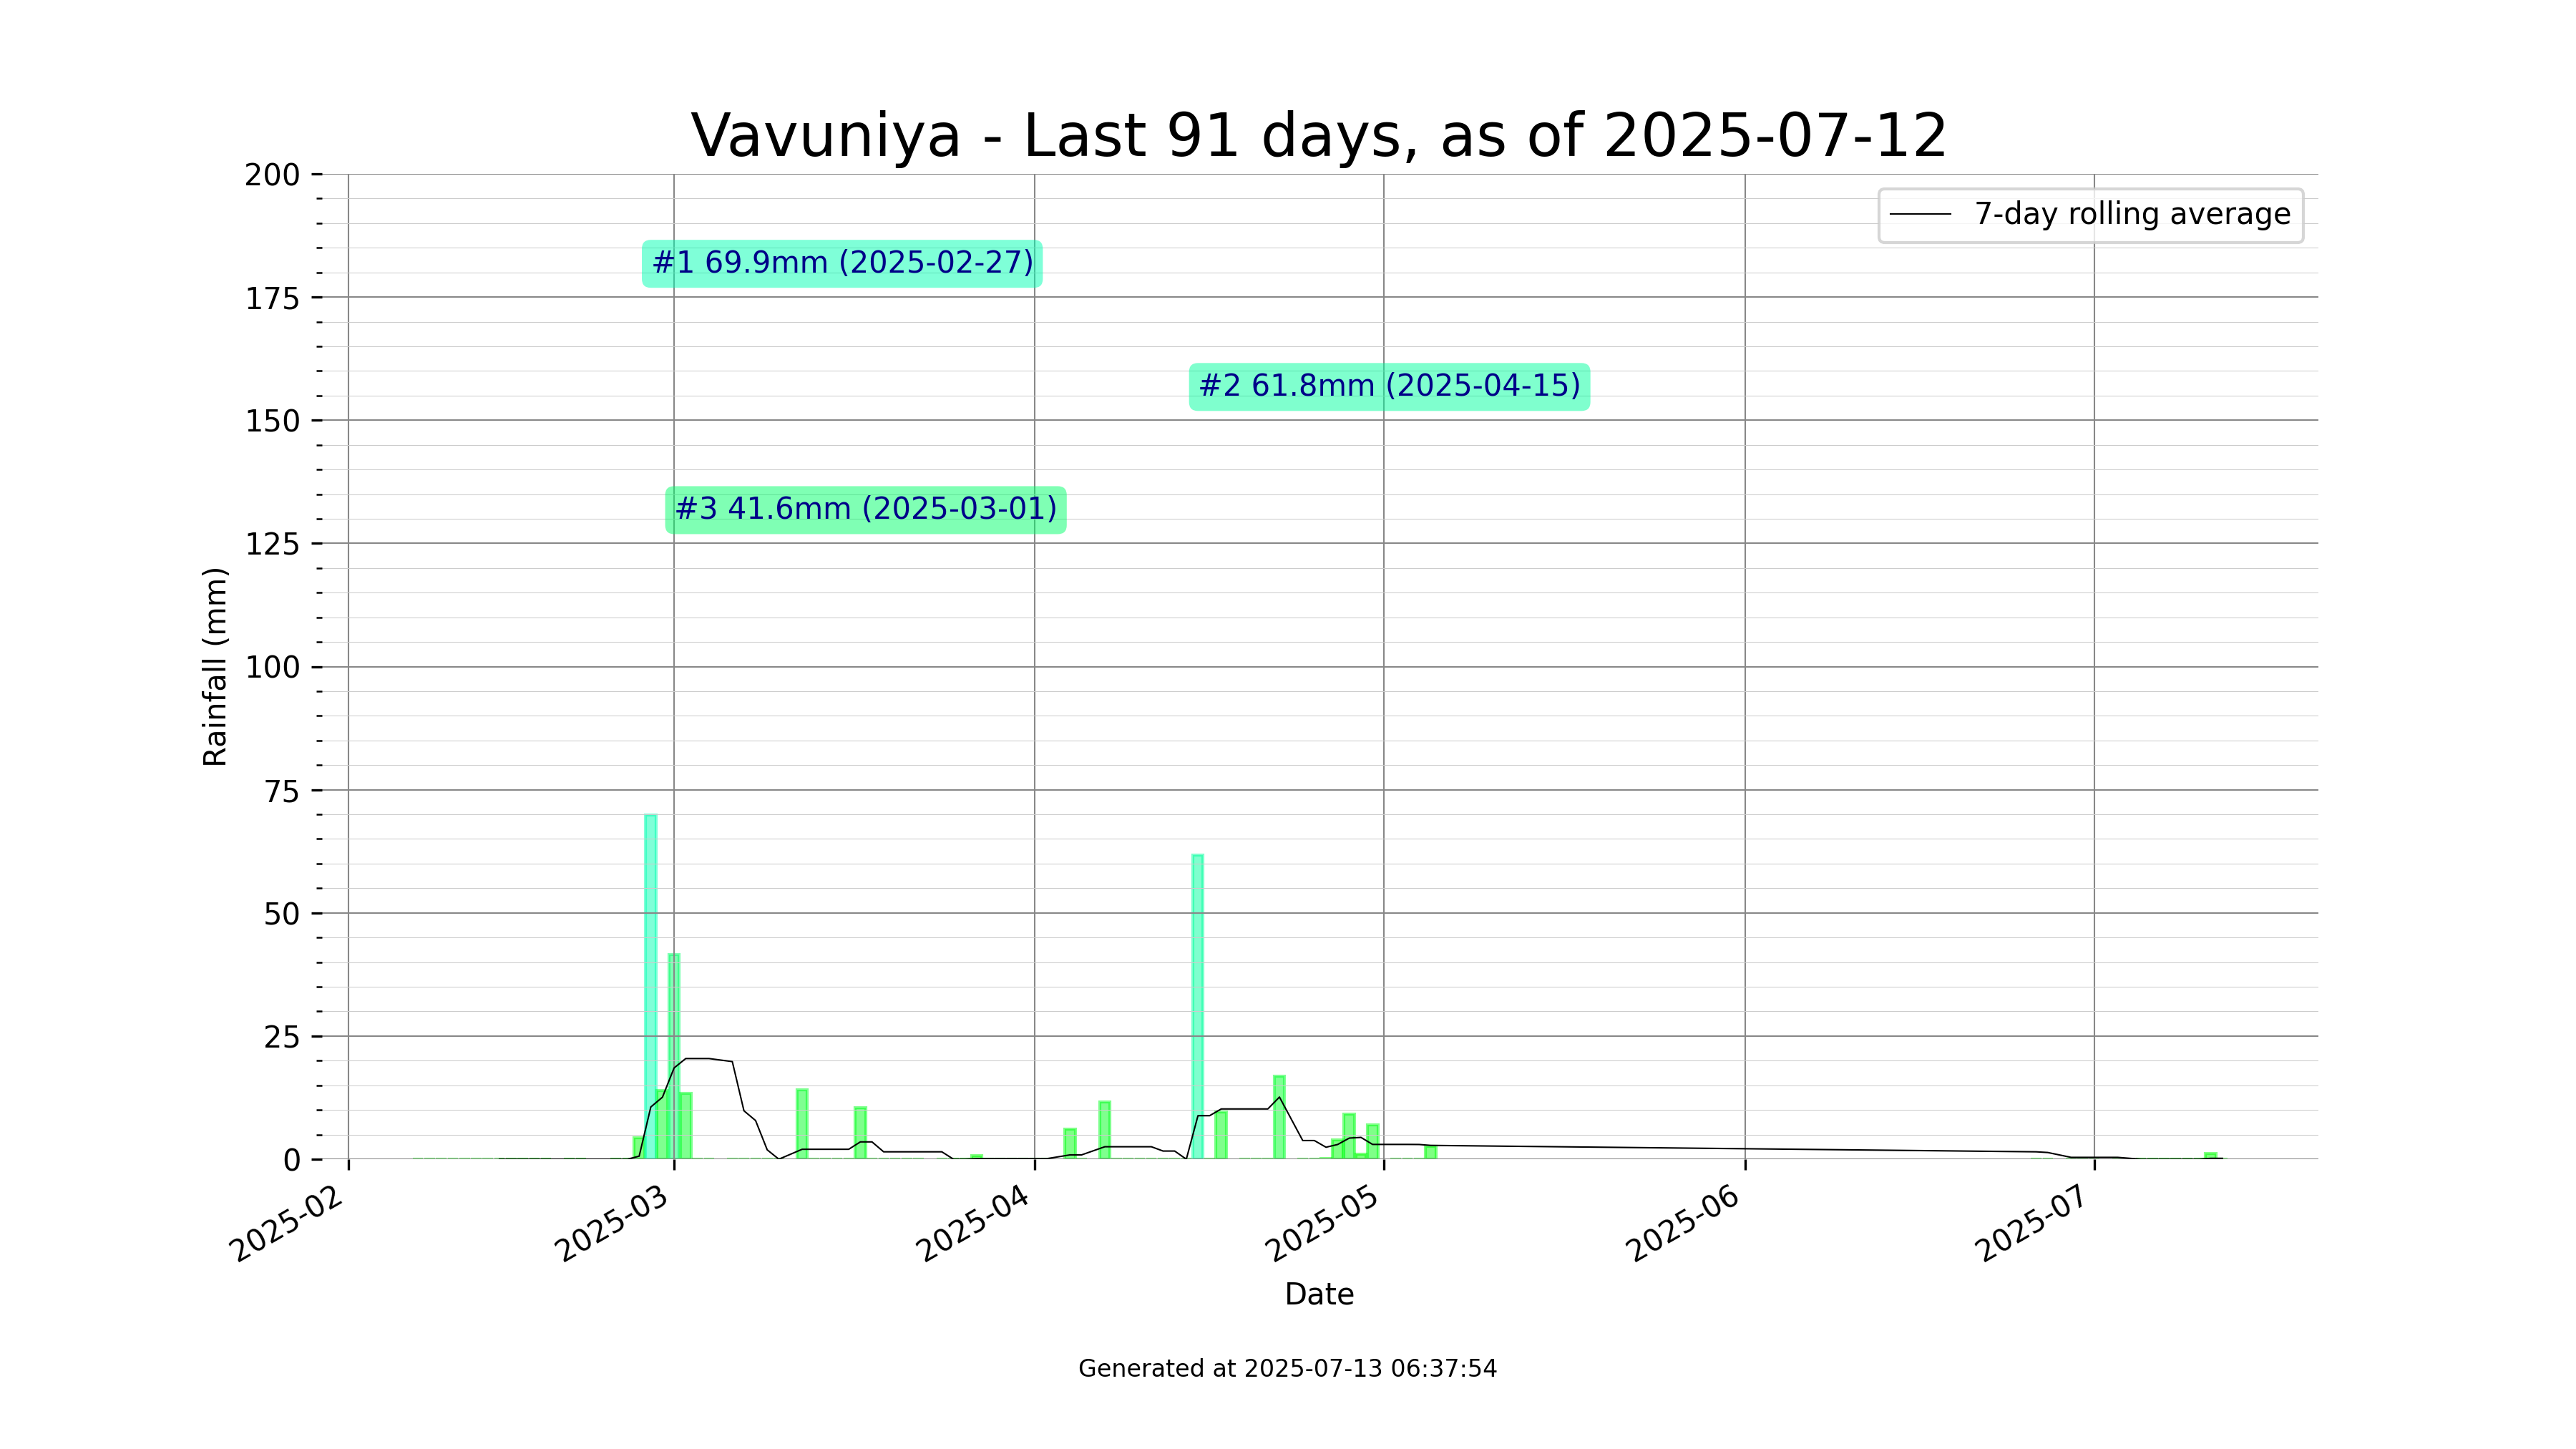 Vavuniya - Last 91 days, as of 2025-07-12
200
175
150
125
100
75
50
25
0
Rainfall (mm)
7-day rolling average
#1 69.9mm (2025-02-27)
#2 61.8mm (2025-04-15)
#3 41.6mm (2025-03-01)
2025-02
2025-03
2025-04
2025-05
2025-06
2025-07
Date
Generated at 2025-07-13 06:37:54